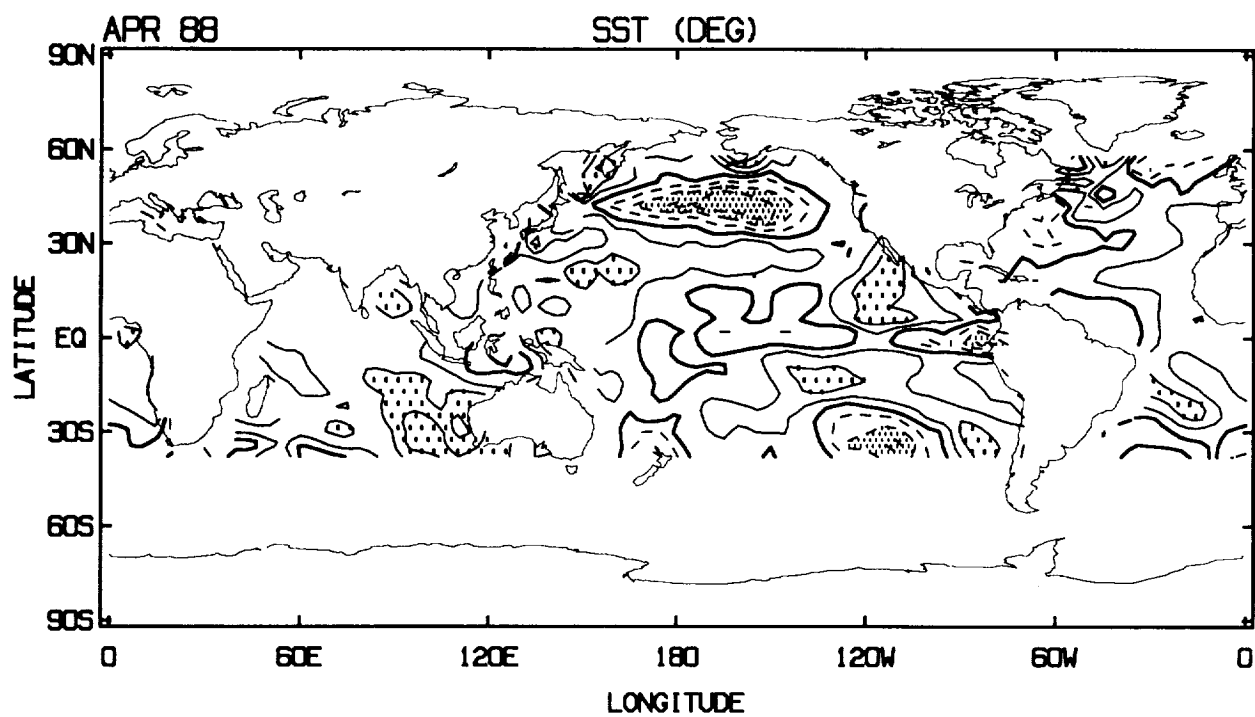 APR 88 SST (DEG)
90N
60N
30N
EQ
30S
60S
90S
LATITUDE
0 60E 120E 180 120W 60W 0
LONGITUDE